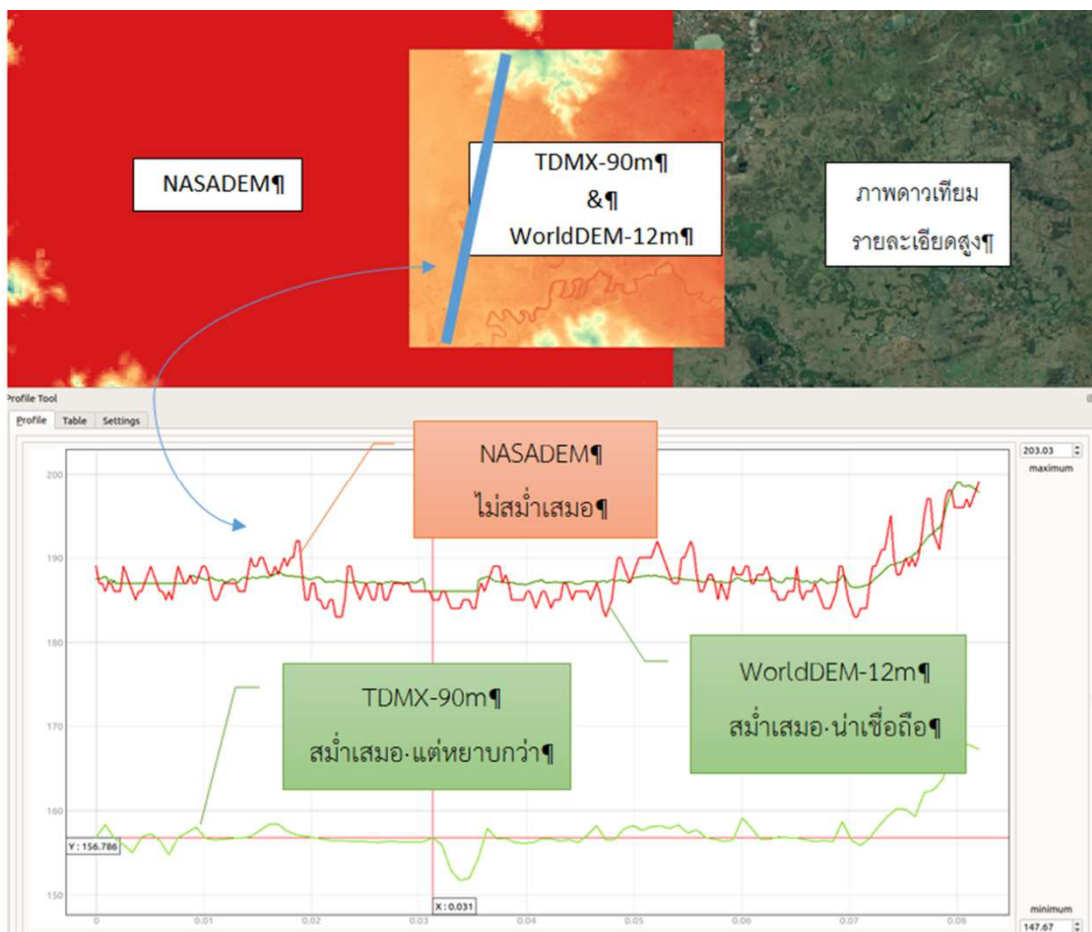 NASADEM¶
TDMX-90m¶
&¶
WorldDEM-12m¶
ภาพดาวเทียม
รายละเอียดสูง¶
Profile Tool
Profile Table Settings
203.03
maximum
NASADEM¶
ไม่สม่ำเสมอ¶
200
190
180
170
160
150
WorldDEM-12m¶
สม่ำเสมอ·น่าเชื่อถือ¶
TDMX-90m¶
สม่ำเสมอ·แต่หยาบกว่า¶
Y : 156.786
X : 0.031
0 0.01 0.02 0.03 0.04 0.05 0.06 0.07 0.08
minimum
147.67